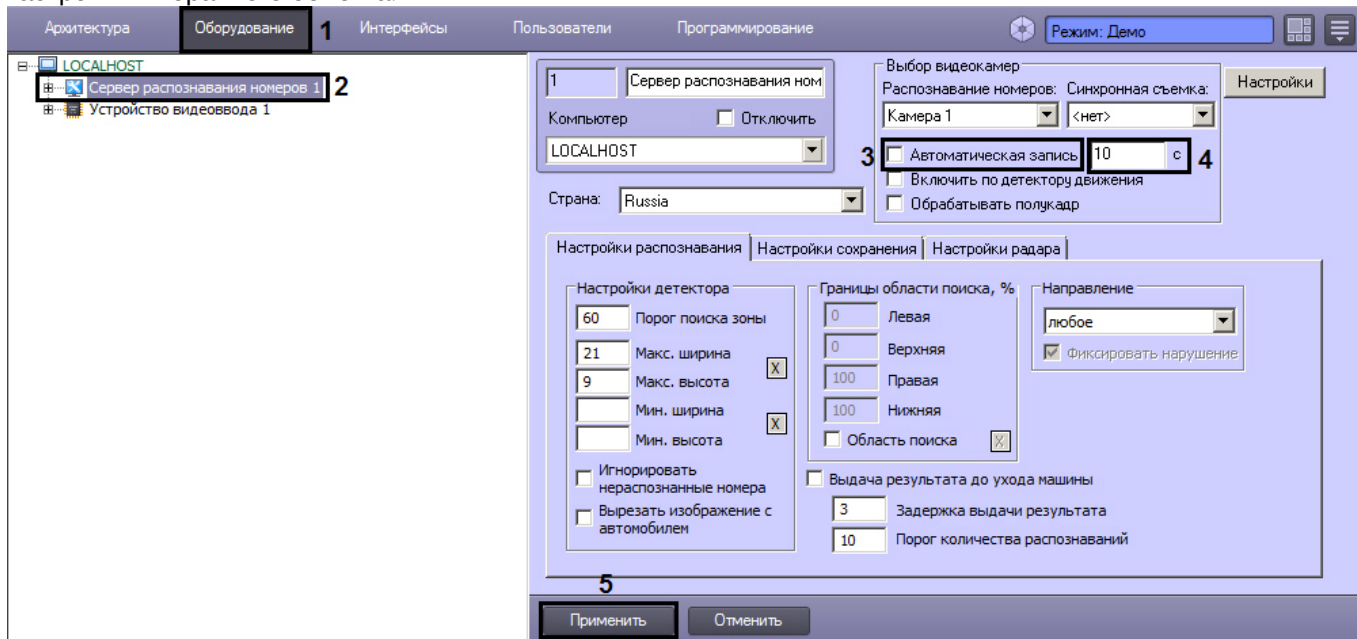 Архитектура Оборудование 1 Интерфейсы Пользователи Программирование Режим: Демо
LOCALHOST
Сервер распознавания номеров 1 2
Устройство видеоввода 1
1 Сервер распознавания ном
Компьютер Отключить
LOCALHOST
Страна: Russia
Выбор видеокамер
Распознавание номеров: Синхронная съемка:
Камера 1 <нет>
3 Автоматическая запись 10 с 4
Включить по детектору движения
Обрабатывать полукадр
Настройки
Настройки распознавания Настройки сохранения Настройки радара
Настройки детектора
60 Порог поиска зоны
21 Макс. ширина
9 Макс. высота
X
Мин. ширина
Мин. высота
X
Игнорировать
нераспознанные номера
Вырезать изображение с
автомобилем
Границы области поиска, %
0 Левая
0 Верхняя
100 Правая
100 Нижняя
Область поиска X
Направление
любое
Фиксировать нарушение
Выдача результата до ухода машины
3 Задержка выдачи результата
10 Порог количества распознаваний
5
Применить Отменить